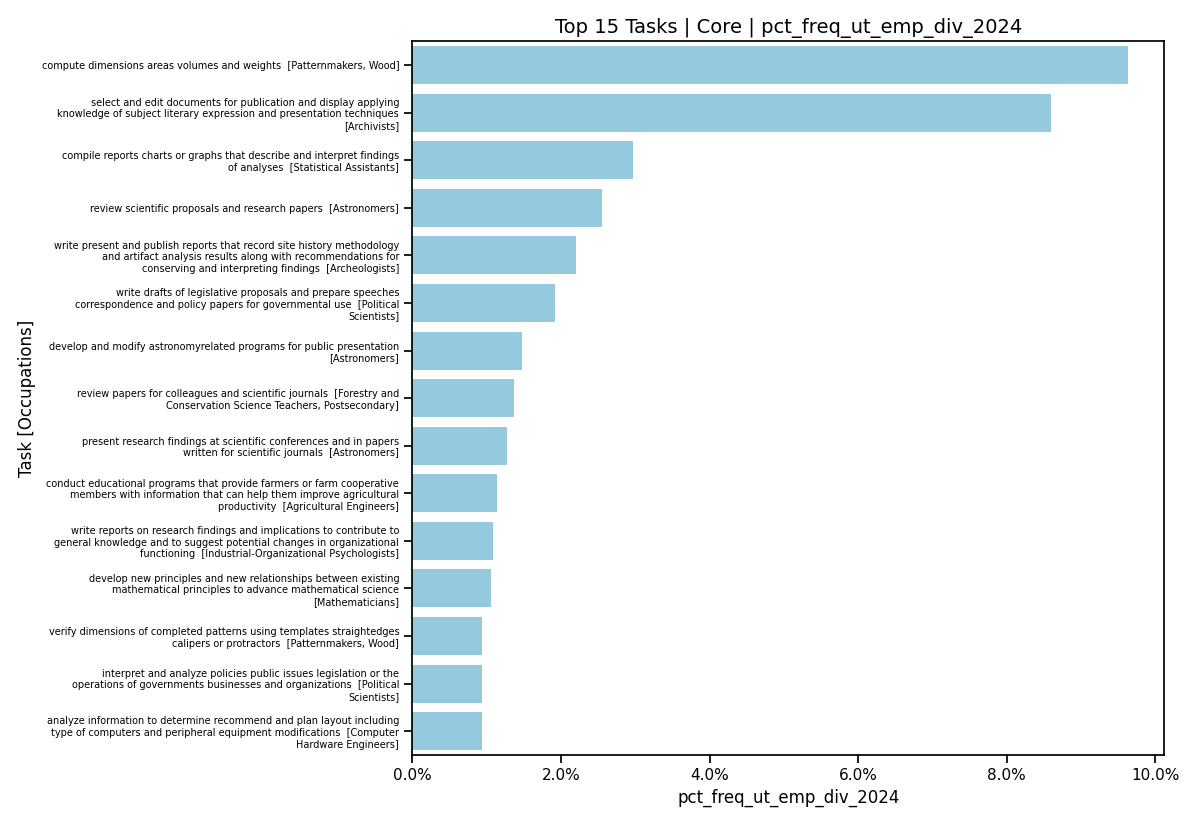 Top 15 Tasks | Core | pct_freq_ut_emp_div_2024
compute dimensions areas volumes and weights  [Patternmakers, Wood]
select and edit documents for publication and display applying
knowledge of subject literary expression and presentation techniques
[Archivists]
compile reports charts or graphs that describe and interpret findings
of analyses  [Statistical Assistants]
review scientific proposals and research papers  [Astronomers]
write present and publish reports that record site history methodology
and artifact analysis results along with recommendations for
conserving and interpreting findings  [Archeologists]
write drafts of legislative proposals and prepare speeches
correspondence and policy papers for governmental use  [Political
Scientists]
develop and modify astronomyrelated programs for public presentation
[Astronomers]
review papers for colleagues and scientific journals  [Forestry and
Conservation Science Teachers, Postsecondary]
present research findings at scientific conferences and in papers
written for scientific journals  [Astronomers]
conduct educational programs that provide farmers or farm cooperative
members with information that can help them improve agricultural
productivity  [Agricultural Engineers]
write reports on research findings and implications to contribute to
general knowledge and to suggest potential changes in organizational
functioning  [Industrial-Organizational Psychologists]
develop new principles and new relationships between existing
mathematical principles to advance mathematical science
[Mathematicians]
verify dimensions of completed patterns using templates straightedges
calipers or protractors  [Patternmakers, Wood]
interpret and analyze policies public issues legislation or the
operations of governments businesses and organizations  [Political
Scientists]
analyze information to determine recommend and plan layout including
type of computers and peripheral equipment modifications  [Computer
Hardware Engineers]
Task [Occupations]
0.0% 2.0% 4.0% 6.0% 8.0% 10.0%
pct_freq_ut_emp_div_2024